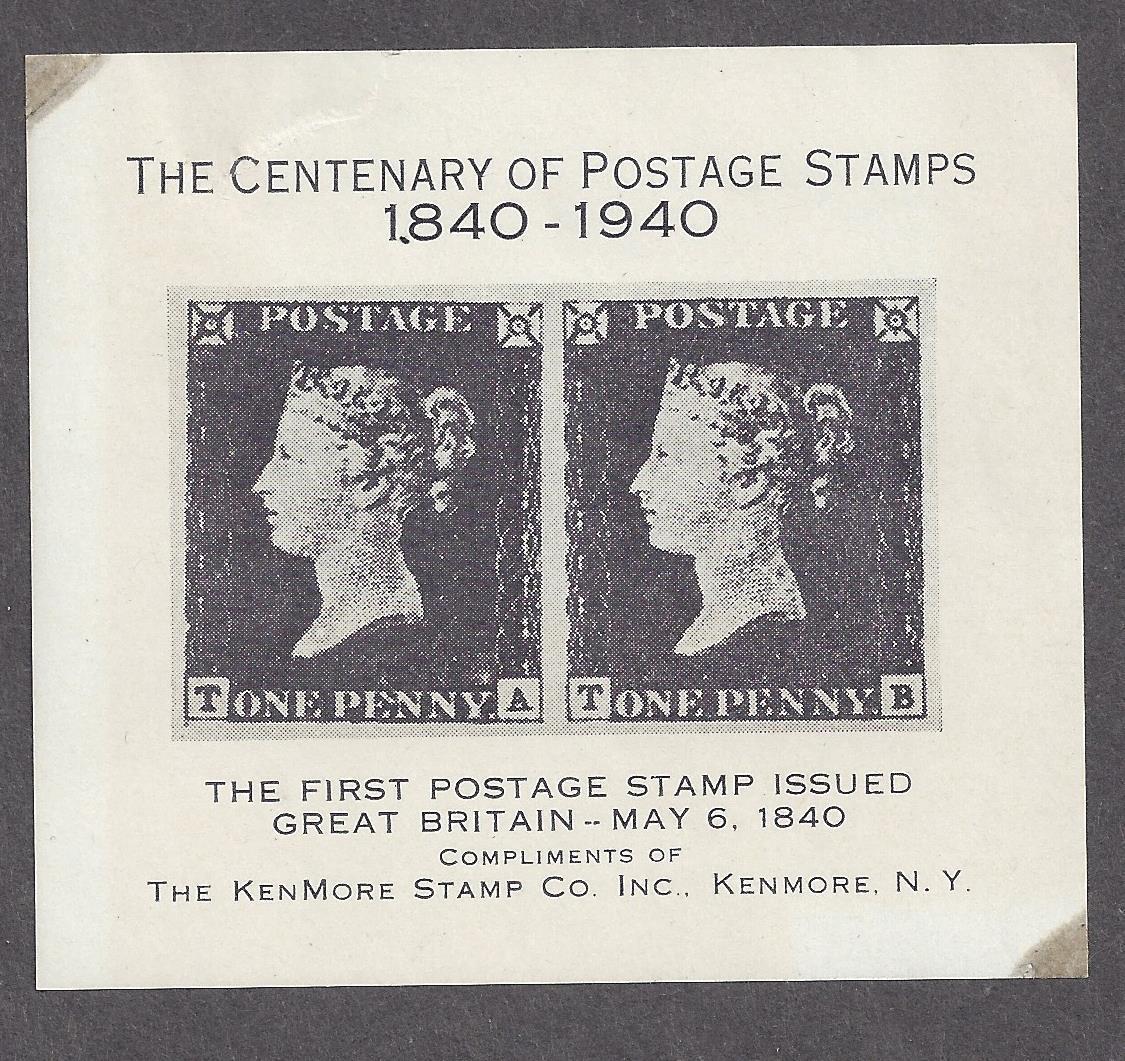 THE CENTENARY OF POSTAGE STAMPS
1840 - 1940
POSTAGE POSTAGE
T ONE PENNY. A T ONE PENNY. B
THE FIRST POSTAGE STAMP ISSUED
GREAT BRITAIN -- MAY 6, 1840
COMPLIMENTS OF
THE KENMORE STAMP CO. INC., KENMORE, N. Y.